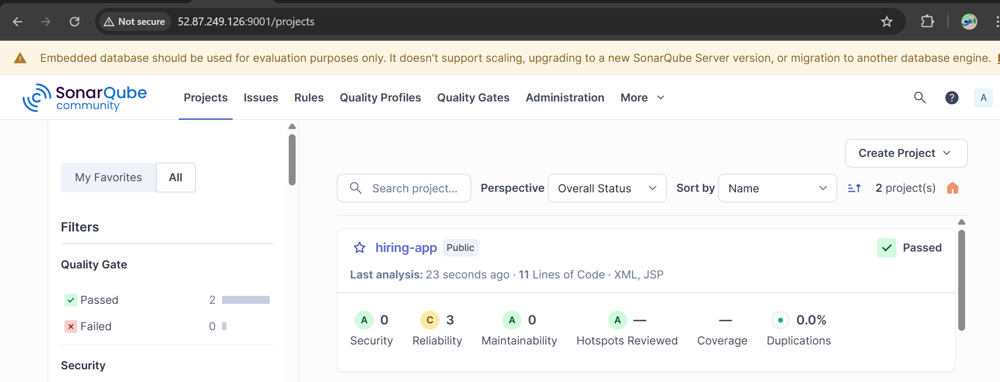 Not secure 52.87.249.126:9001/projects
Embedded database should be used for evaluation purposes only. It doesn't support scaling, upgrading to a new SonarQube Server version, or migration to another database engine.
SonarQube
community
Projects Issues Rules Quality Profiles Quality Gates Administration More ? A
Create Project
My Favorites All
Search project... Perspective Overall Status Sort by Name 2 project(s)
Filters
Quality Gate
Passed 2
Failed 0
Security
hiring-app Public Passed
Last analysis: 23 seconds ago • 11 Lines of Code • XML, JSP
A 0 C 3 A 0 A — — 0.0%
Security Reliability Maintainability Hotspots Reviewed Coverage Duplications